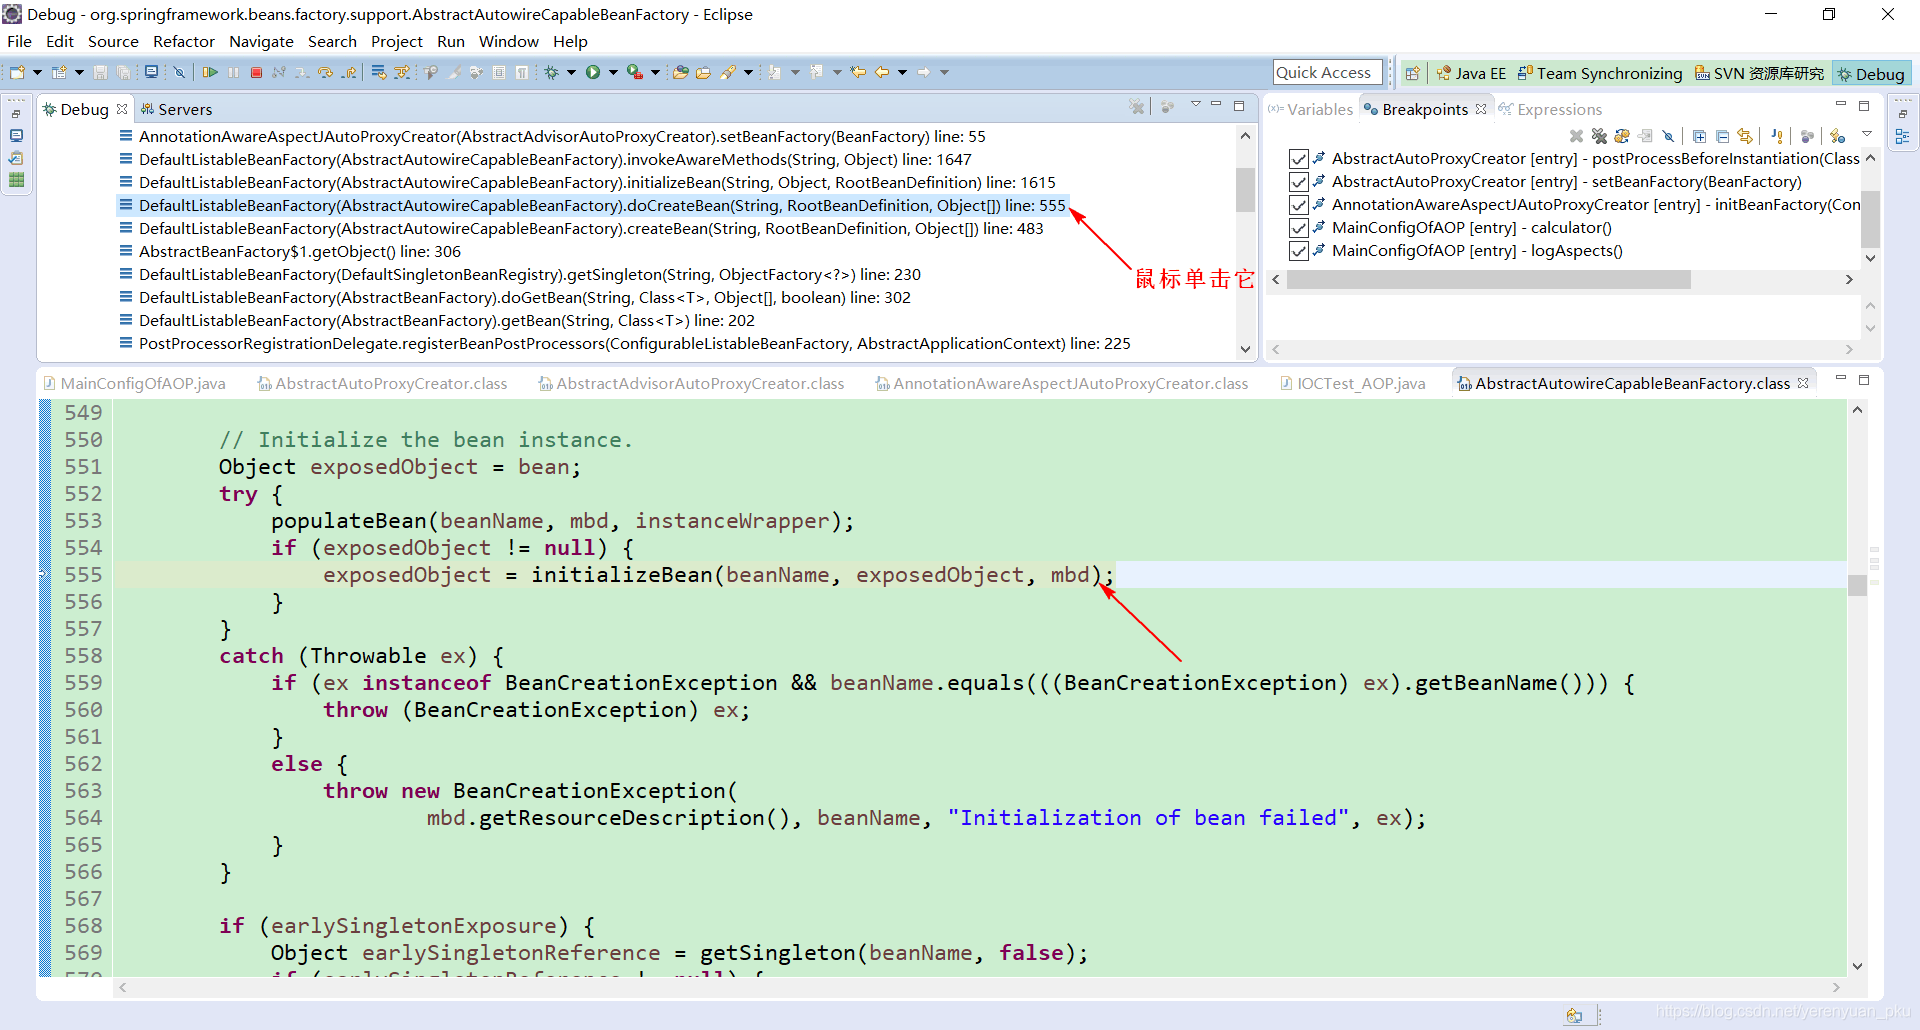 Debug - org.springframework.beans.factory.support.AbstractAutowireCapableBeanFactory - Eclipse
File Edit Source Refactor Navigate Search Project Run Window Help
Quick Access Java EE Team Synchronizing SVN 资源库研究 Debug
Debug Servers
AnnotationAwareAspectJAutoProxyCreator(AbstractAdvisorAutoProxyCreator).setBeanFactory(BeanFactory) line: 55
DefaultListableBeanFactory(AbstractAutowireCapableBeanFactory).invokeAwareMethods(String, Object) line: 1647
DefaultListableBeanFactory(AbstractAutowireCapableBeanFactory).initializeBean(String, Object, RootBeanDefinition) line: 1615
DefaultListableBeanFactory(AbstractAutowireCapableBeanFactory).doCreateBean(String, RootBeanDefinition, Object[]) line: 555
DefaultListableBeanFactory(AbstractAutowireCapableBeanFactory).createBean(String, RootBeanDefinition, Object[]) line: 483
AbstractBeanFactory$1.getObject() line: 306
DefaultListableBeanFactory(DefaultSingletonBeanRegistry).getSingleton(String, ObjectFactory<?>) line: 230
DefaultListableBeanFactory(AbstractBeanFactory).doGetBean(String, Class<T>, Object[], boolean) line: 302
DefaultListableBeanFactory(AbstractBeanFactory).getBean(String, Class<T>) line: 202
PostProcessorRegistrationDelegate.registerBeanPostProcessors(ConfigurableListableBeanFactory, AbstractApplicationContext) line: 225
鼠标单击它
Variables Breakpoints Expressions
AbstractAutoProxyCreator [entry] - postProcessBeforeInstantiation(Class
AbstractAutoProxyCreator [entry] - setBeanFactory(BeanFactory)
AnnotationAwareAspectJAutoProxyCreator [entry] - initBeanFactory(Con
MainConfigOfAOP [entry] - calculator()
MainConfigOfAOP [entry] - logAspects()
MainConfigOfAOP.java AbstractAutoProxyCreator.class AbstractAdvisorAutoProxyCreator.class AnnotationAwareAspectJAutoProxyCreator.class IOCTest_AOP.java AbstractAutowireCapableBeanFactory.class
549
550 // Initialize the bean instance.
551 Object exposedObject = bean;
552 try {
553 populateBean(beanName, mbd, instanceWrapper);
554 if (exposedObject != null) {
555 exposedObject = initializeBean(beanName, exposedObject, mbd);
556 }
557 }
558 catch (Throwable ex) {
559 if (ex instanceof BeanCreationException && beanName.equals(((BeanCreationException) ex).getBeanName())) {
560 throw (BeanCreationException) ex;
561 }
562 else {
563 throw new BeanCreationException(
564 mbd.getResourceDescription(), beanName, "Initialization of bean failed", ex);
565 }
566 }
567
568 if (earlySingletonExposure) {
569 Object earlySingletonReference = getSingleton(beanName, false);
570 if (earlySingletonReference != null) {
https://blog.csdn.net/yerenyuan_pku